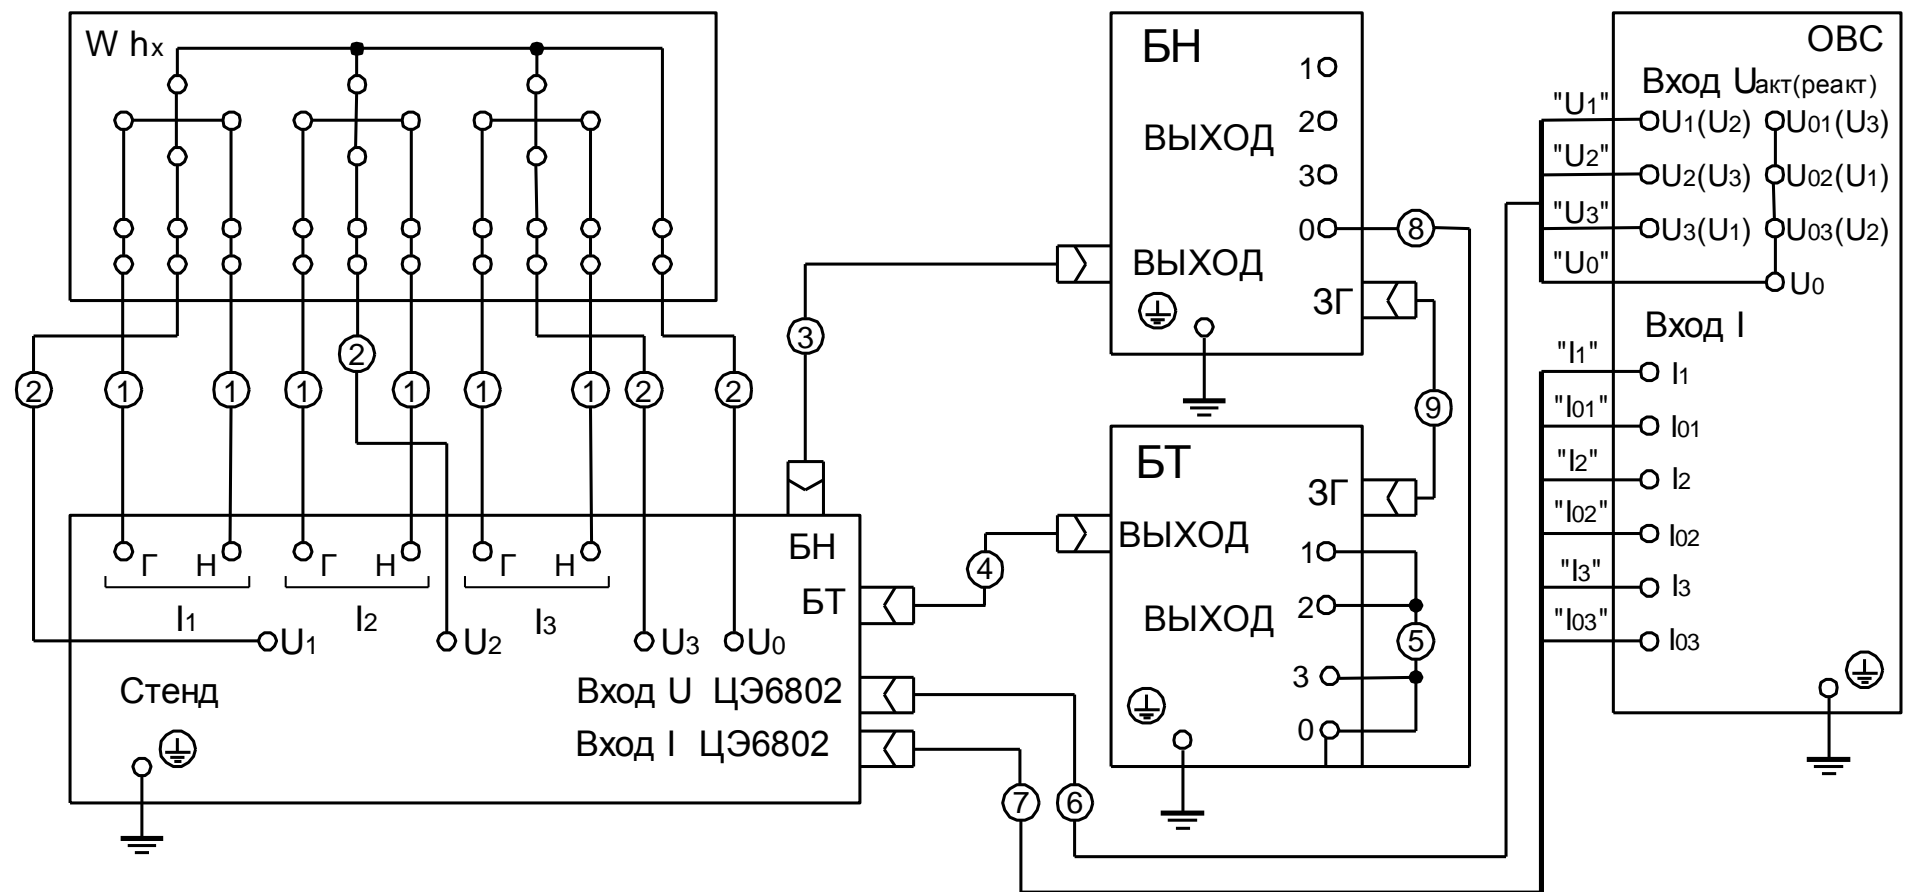 W hx
2
1
1
1
2
1
1
1
2
2
Г Н
I1
Г Н
I2
Г Н
I3
U1
U2
U3
U0
БН
БТ
Стенд
Вход U ЦЭ6802
Вход I ЦЭ6802
3
4
7
6
БН
1
2
ВЫХОД
3
0
ВЫХОД
ЗГ
8
9
БТ
ЗГ
ВЫХОД
1
2
ВЫХОД
3
0
5
ОВС
Вход Uакт(реакт)
"U1" U1(U2) U01(U3)
"U2" U2(U3) U02(U1)
"U3" U3(U1) U03(U2)
"U0" U0
Вход I
"I1" I1
"I01" I01
"I2" I2
"I02" I02
"I3" I3
"I03" I03